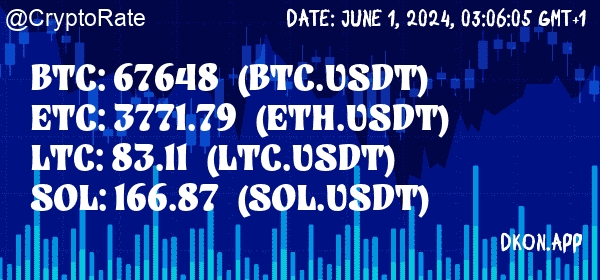 @CryptoRate
DATE: JUNE 1, 2024, 03:06:05 GMT+1
BTC: 67648 (BTC.USDT)
ETC: 3771.79 (ETH.USDT)
LTC: 83.11 (LTC.USDT)
SOL: 166.87 (SOL.USDT)
DKON.APP